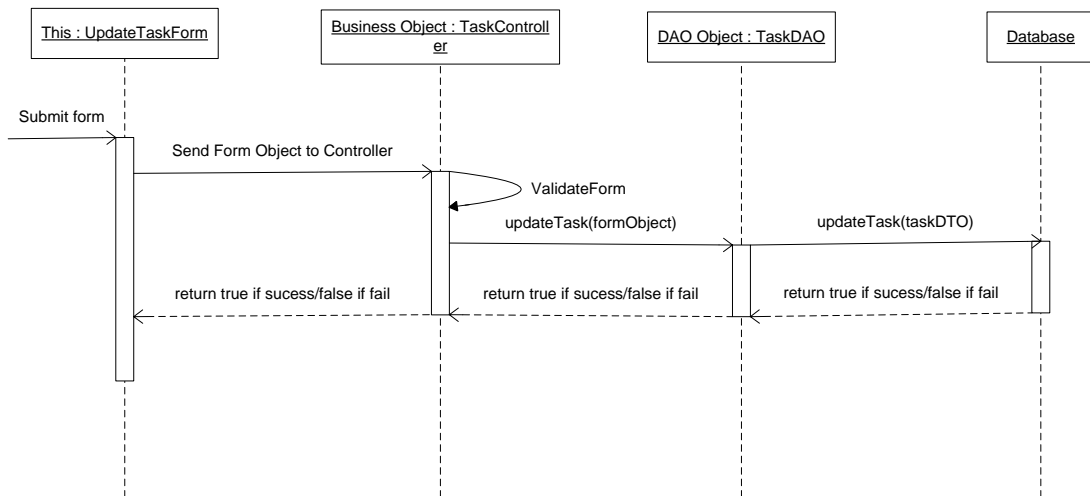 This : UpdateTaskForm
Business Object : TaskControll
er
DAO Object : TaskDAO
Database
Submit form
Send Form Object to Controller
ValidateForm
updateTask(formObject)
updateTask(taskDTO)
return true if sucess/false if fail
return true if sucess/false if fail
return true if sucess/false if fail